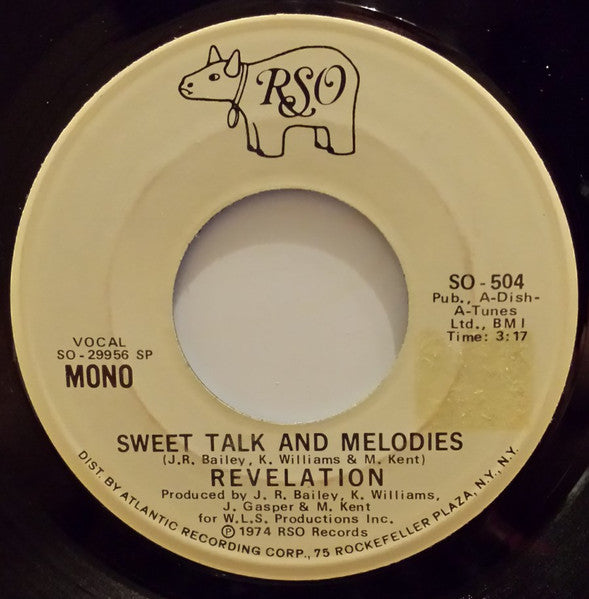 RSO
SO - 504
Pub., A-Dish-
A-Tunes
Ltd., BMI
Time: 3:17
VOCAL
SO - 29956 SP
MONO
SWEET TALK AND MELODIES
(J.R. Bailey, K. Williams & M. Kent)
REVELATION
Produced by J. R. Bailey, K. Williams,
J. Gasper & M. Kent
for W.L.S. Productions Inc.
Ⓟ 1974 RSO Records
DIST. BY ATLANTIC RECORDING CORP., 75 ROCKEFELLER PLAZA, N.Y., N.Y.